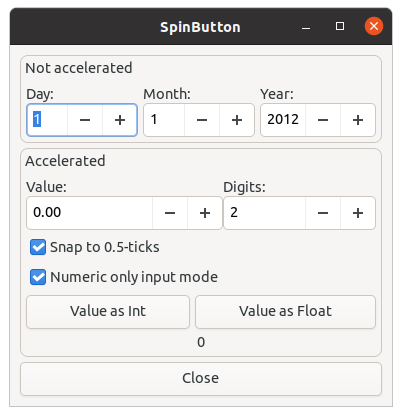 SpinButton
Not accelerated
Day: Month: Year:
1 1 2012
Accelerated
Value: Digits:
0.00 2
Snap to 0.5-ticks
Numeric only input mode
Value as Int Value as Float
0
Close